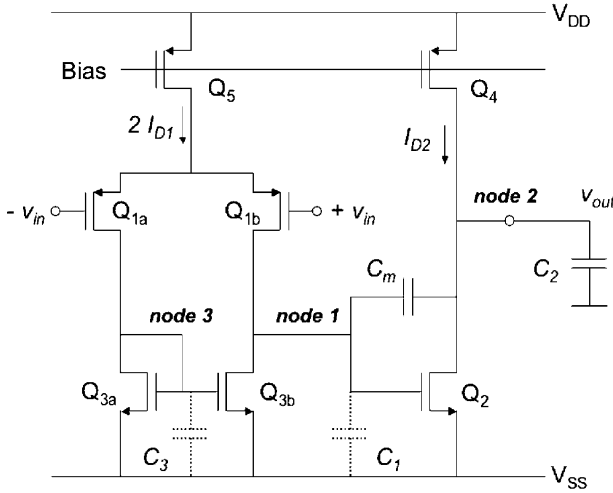 V_DD
Bias
Q_5
Q_4
2 I_D1
I_D2
- v_in
Q_1a
Q_1b
+ v_in
node 2
v_out
C_m
C_2
node 3
node 1
Q_3a
Q_3b
Q_2
C_3
C_1
V_SS